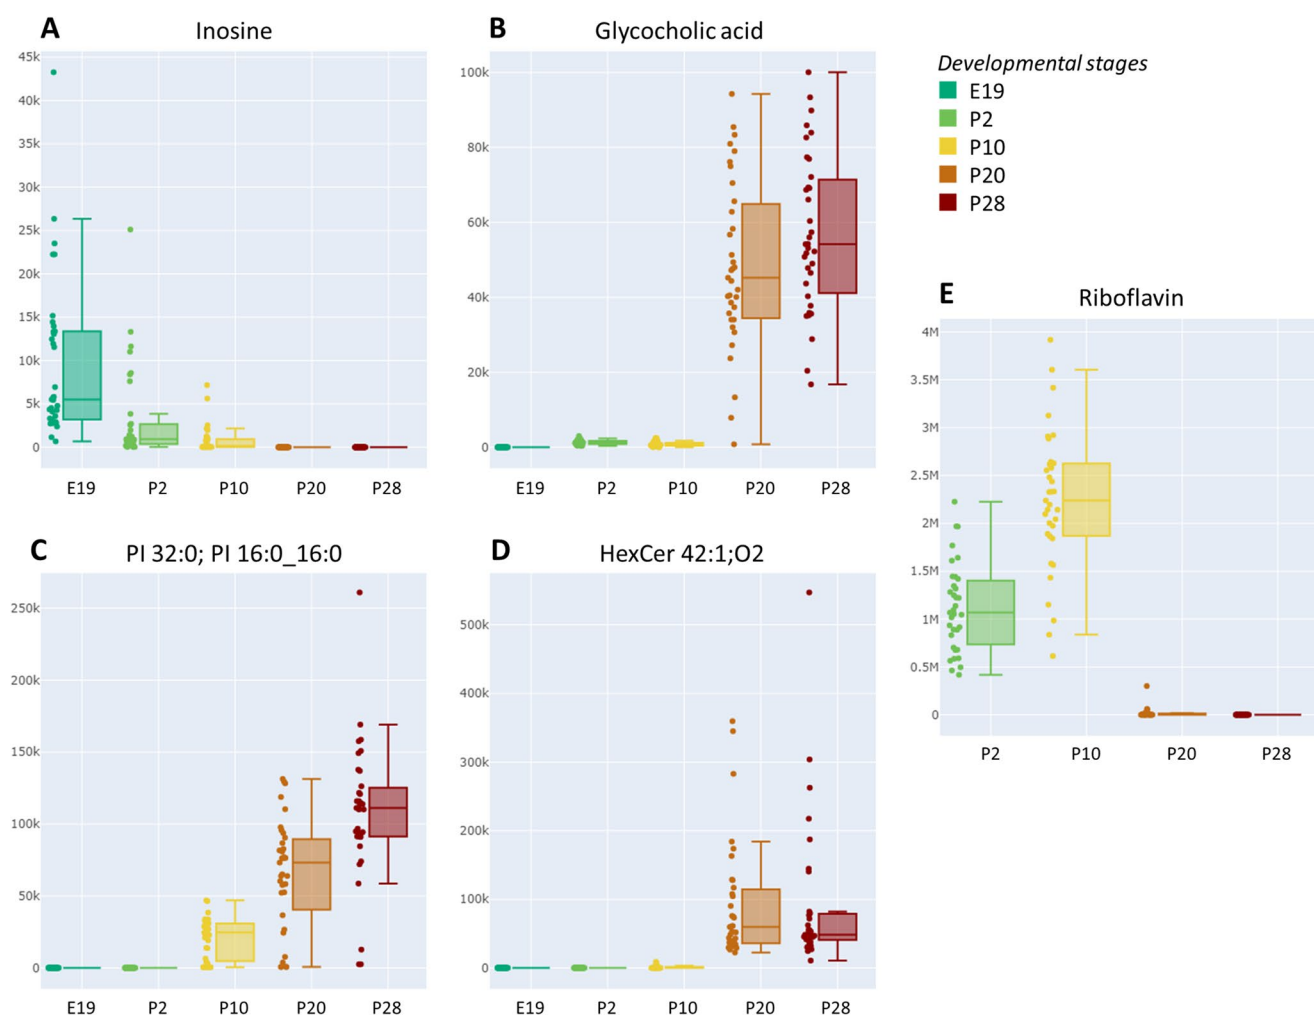 A Inosine
45k
40k
35k
30k
25k
20k
15k
10k
5k
0
E19 P2 P10 P20 P28
B Glycocholic acid
100k
80k
60k
40k
20k
0
E19 P2 P10 P20 P28
Developmental stages
E19
P2
P10
P20
P28
C PI 32:0; PI 16:0_16:0
250k
200k
150k
100k
50k
0
E19 P2 P10 P20 P28
D HexCer 42:1;O2
500k
400k
300k
200k
100k
0
E19 P2 P10 P20 P28
E Riboflavin
4M
3.5M
3M
2.5M
2M
1.5M
1M
0.5M
0
P2 P10 P20 P28